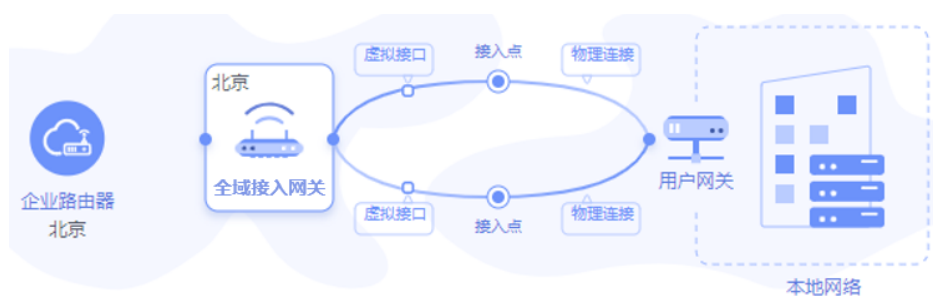 北京
全域接入网关
企业路由器
北京
虚拟接口
接入点
物理连接
虚拟接口
接入点
物理连接
用户网关
本地网络